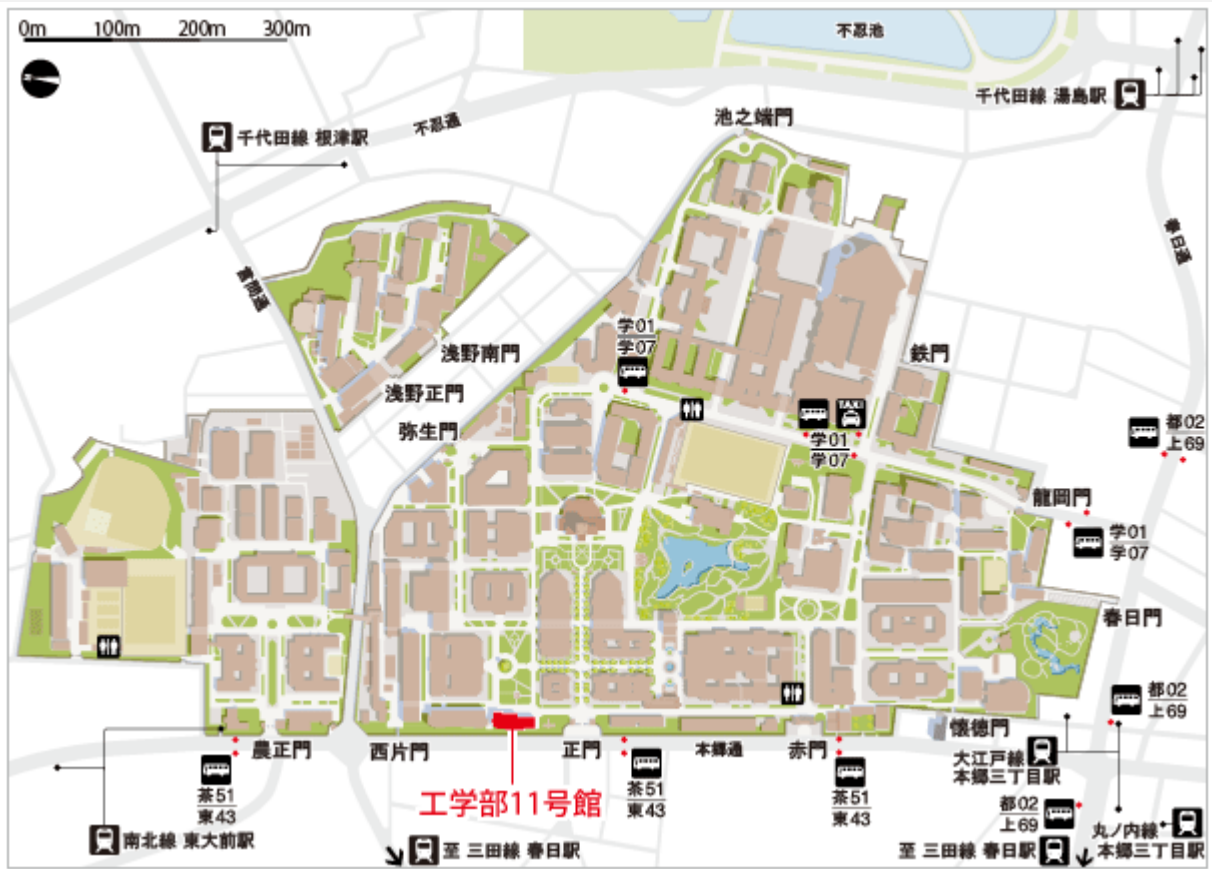 0m 100m 200m 300m
不忍池
千代田線 湯島駅
池之端門
不忍通
千代田線 根津駅
春日通
言問通
学01
学07
浅野南門
鉄門
浅野正門
TAXI
弥生門
都02
上69
学01
学07
龍岡門
学01
学07
春日門
都02
上69
懐徳門
農正門
西片門
正門
本郷通
赤門
大江戸線
本郷三丁目駅
茶51
東43
工学部11号館
茶51
東43
茶51
東43
都02
上69
南北線 東大前駅
丸ノ内線
本郷三丁目駅
至 三田線 春日駅
至 三田線 春日駅